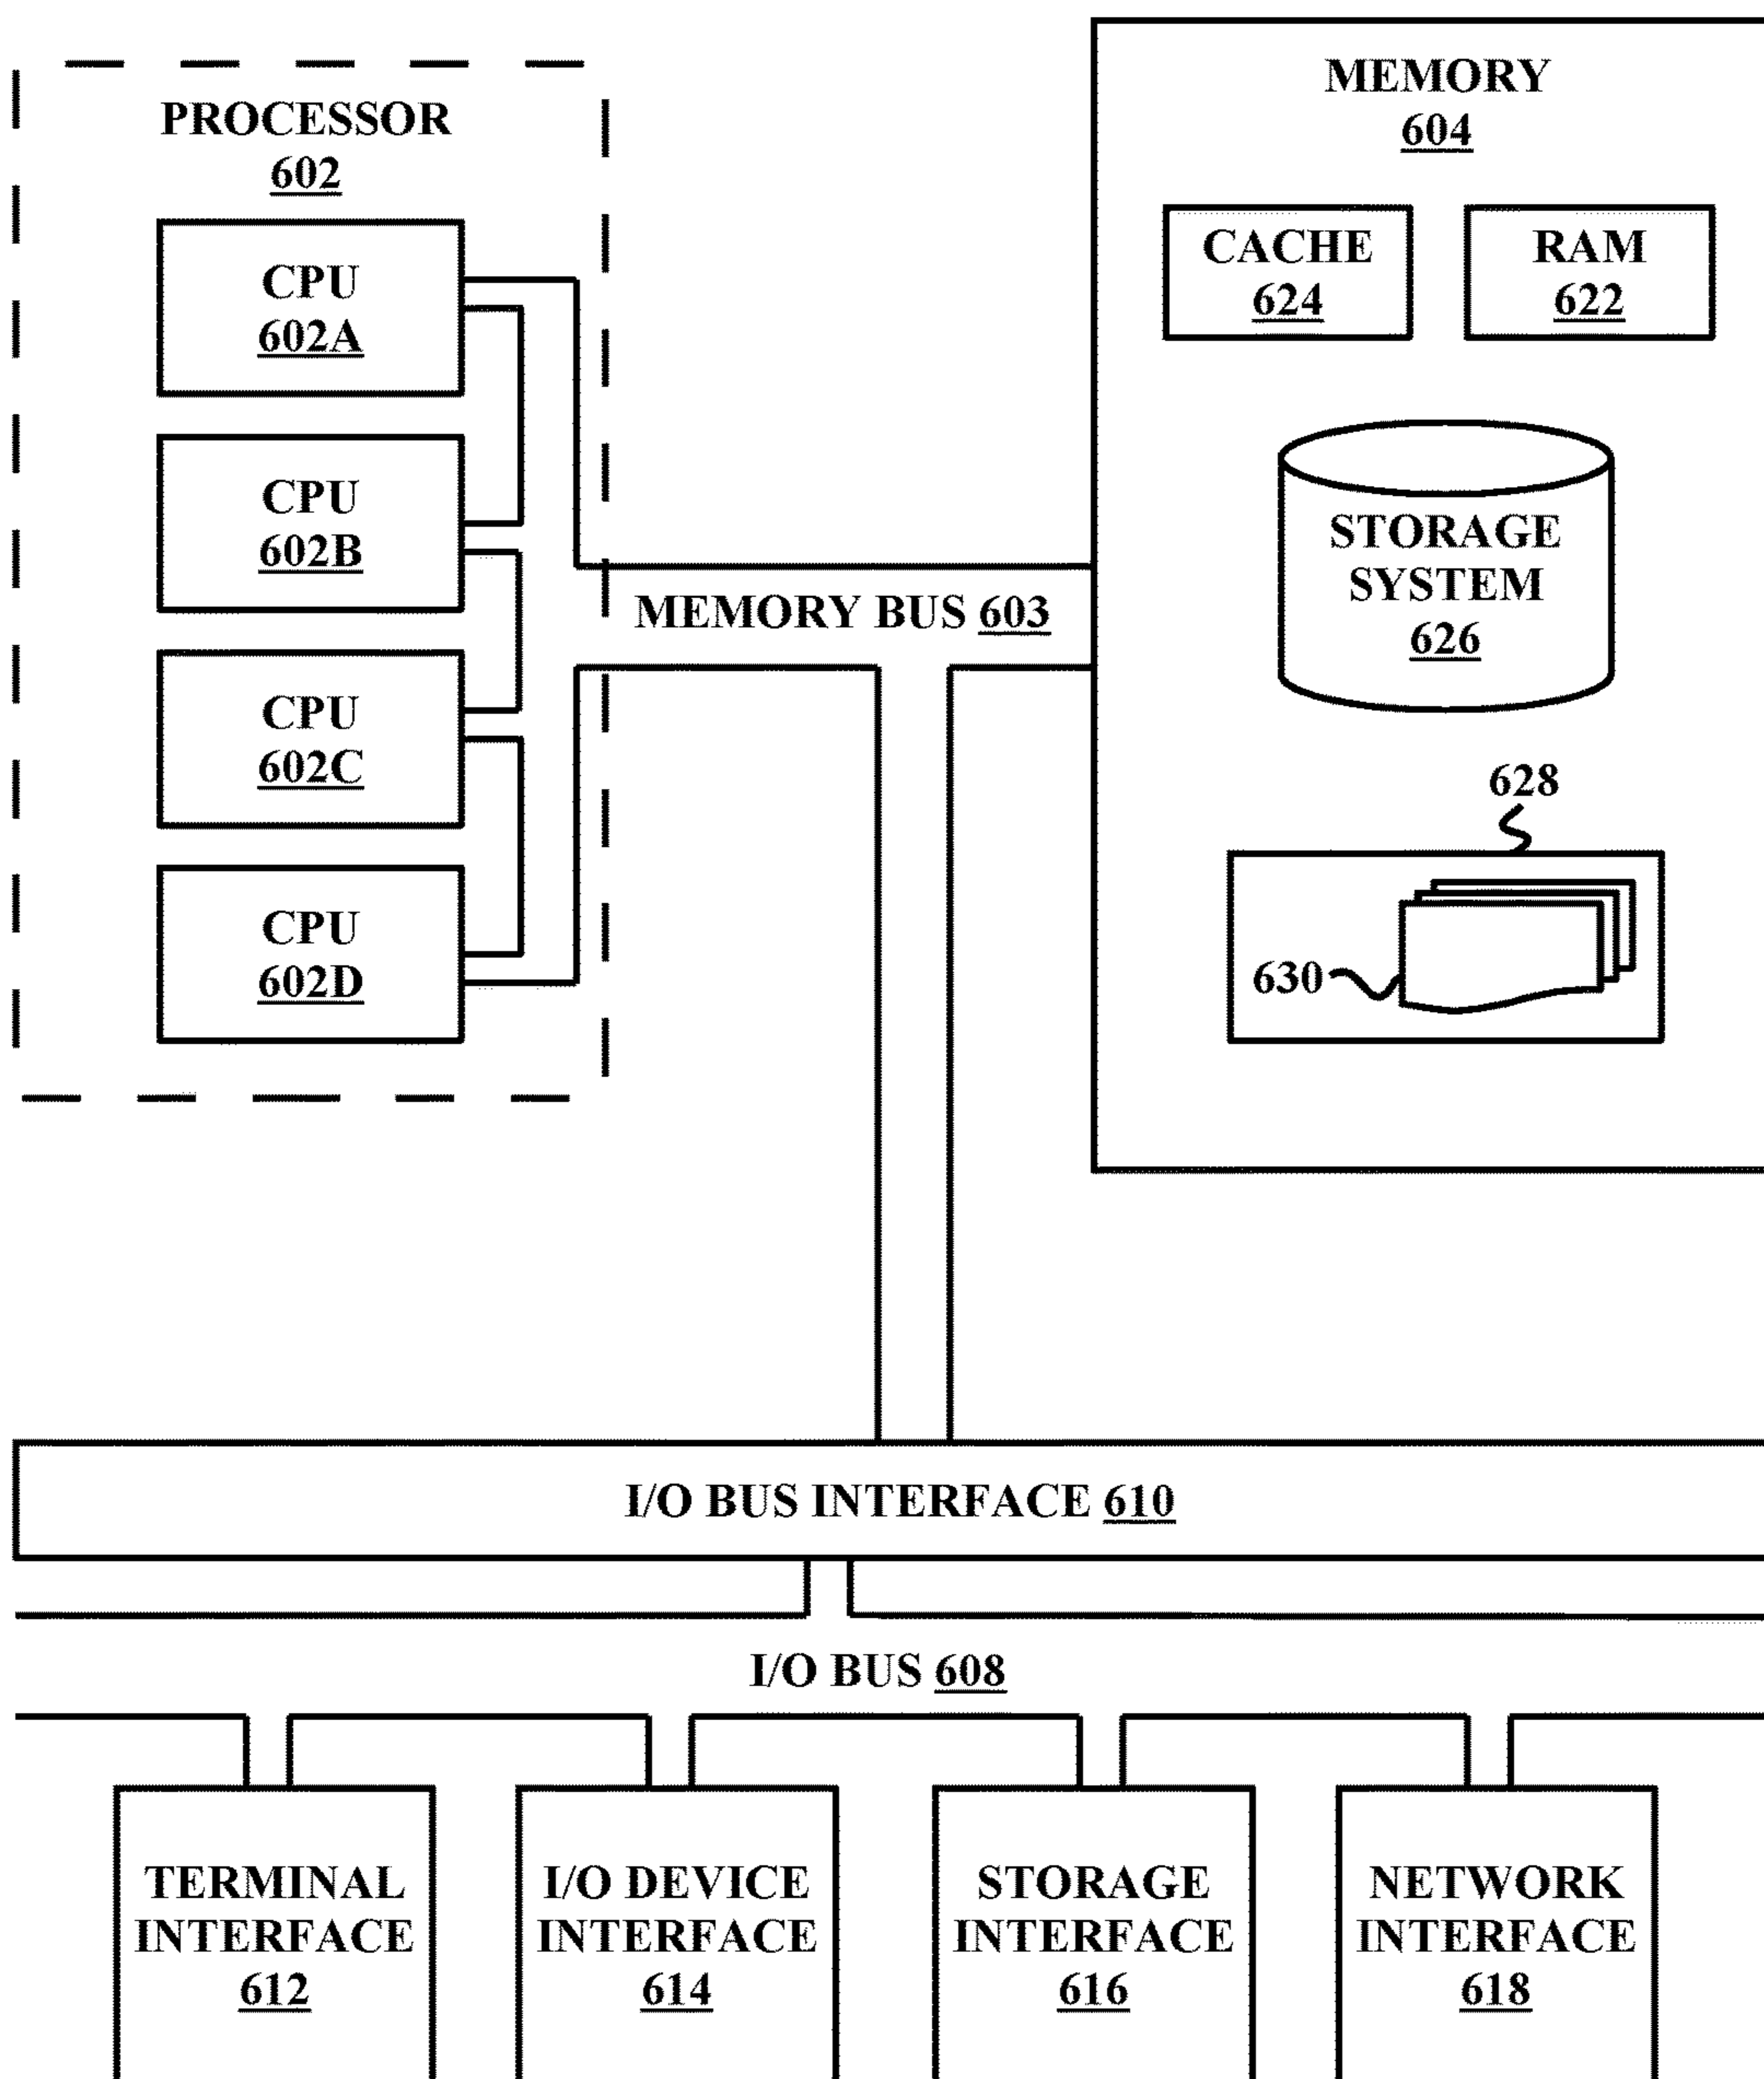 PROCESSOR
602
CPU
602A
CPU
602B
CPU
602C
CPU
602D
MEMORY BUS 603
MEMORY
604
CACHE
624
RAM
622
STORAGE
SYSTEM
626
628
630
I/O BUS INTERFACE 610
I/O BUS 608
TERMINAL
INTERFACE
612
I/O DEVICE
INTERFACE
614
STORAGE
INTERFACE
616
NETWORK
INTERFACE
618